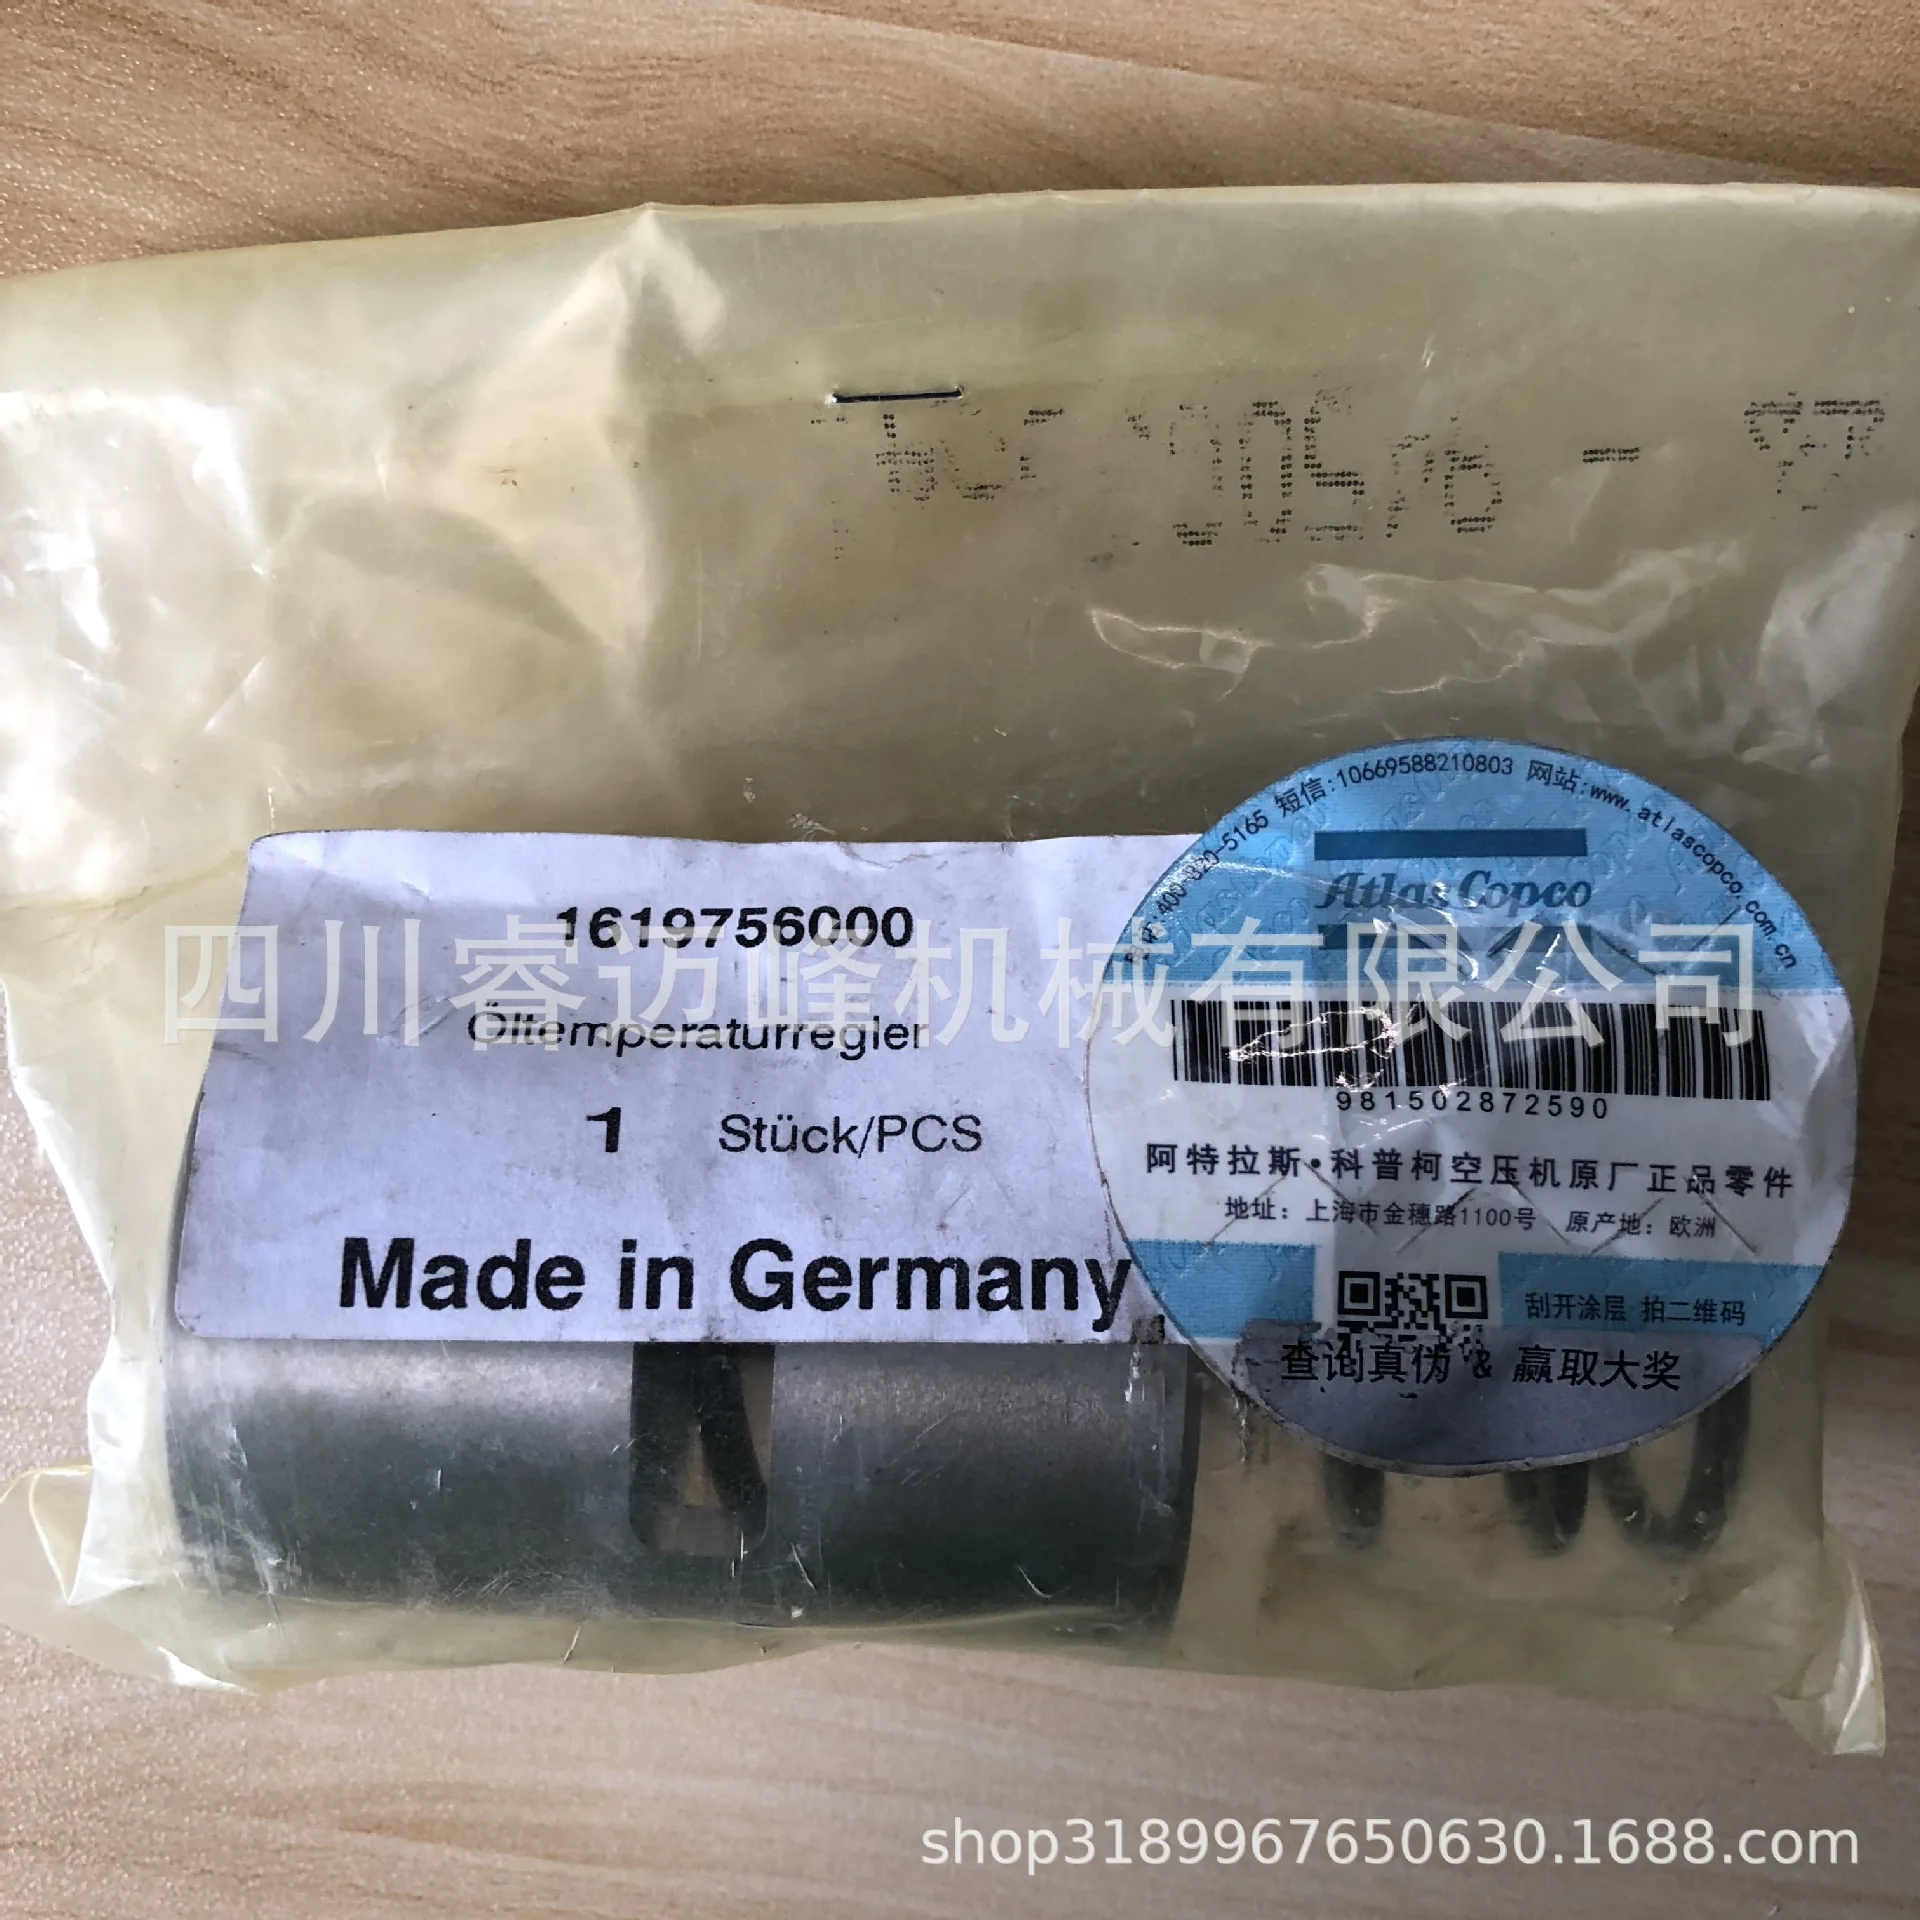 1619756000
Öltemperaturregler
1 Stück/PCS
Made in Germany
400-820-5165 短信:10669588210803 网站:www.atlascopco.com.cn
Atlas Copco
981502872590
阿特拉斯·科普柯空压机原厂正品零件
地址：上海市金穗路1100号 原产地：欧洲
刮开涂层 拍二维码
查询真伪 & 赢取大奖
四川睿迈峰机械有限公司
shop3189967650630.1688.com